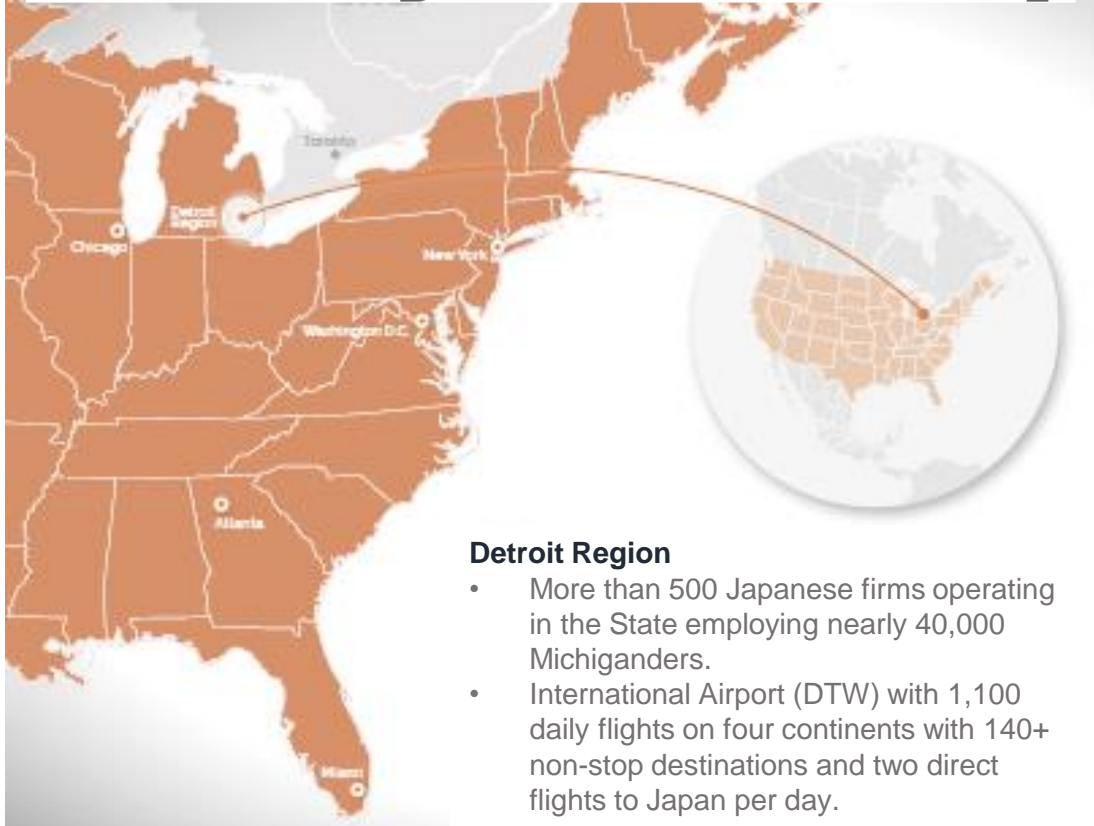 Toronto
Detroit
Region
Chicago
New York
Washington D.C.
Atlanta
Miami
Detroit Region
• More than 500 Japanese firms operating
in the State employing nearly 40,000
Michiganders.
• International Airport (DTW) with 1,100
daily flights on four continents with 140+
non-stop destinations and two direct
flights to Japan per day.